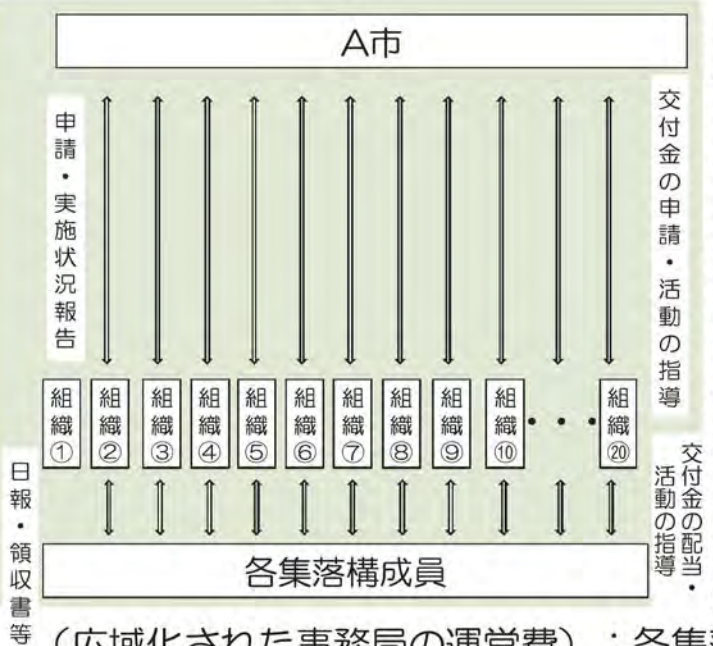 A市
申請・実施状況報告
交付金の申請・活動の指導
組織①
組織②
組織③
組織④
組織⑤
組織⑥
組織⑦
組織⑧
組織⑨
組織⑩
・・・
組織⑳
日報・領収書等
交付金の配当・
活動の指導
各集落構成員
(広域化された事務局の運営費):各集